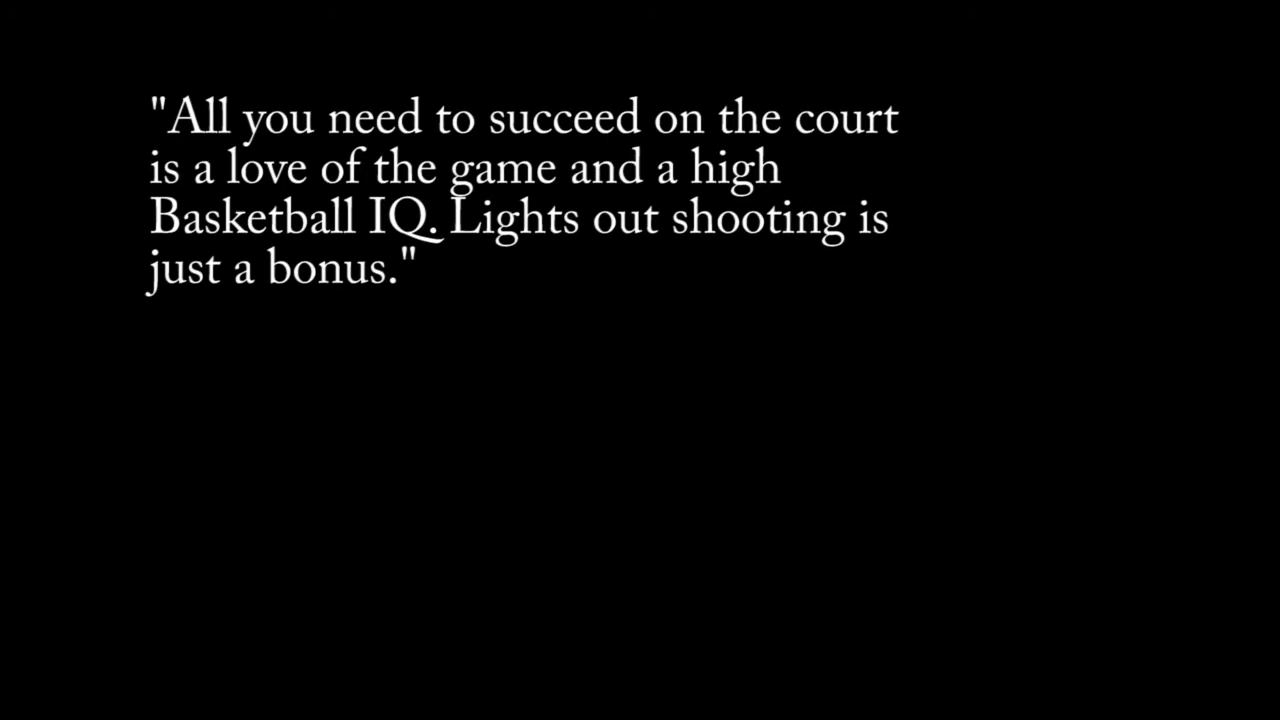 "All you need to succeed on the court
is a love of the game and a high
Basketball IQ. Lights out shooting is
just a bonus."